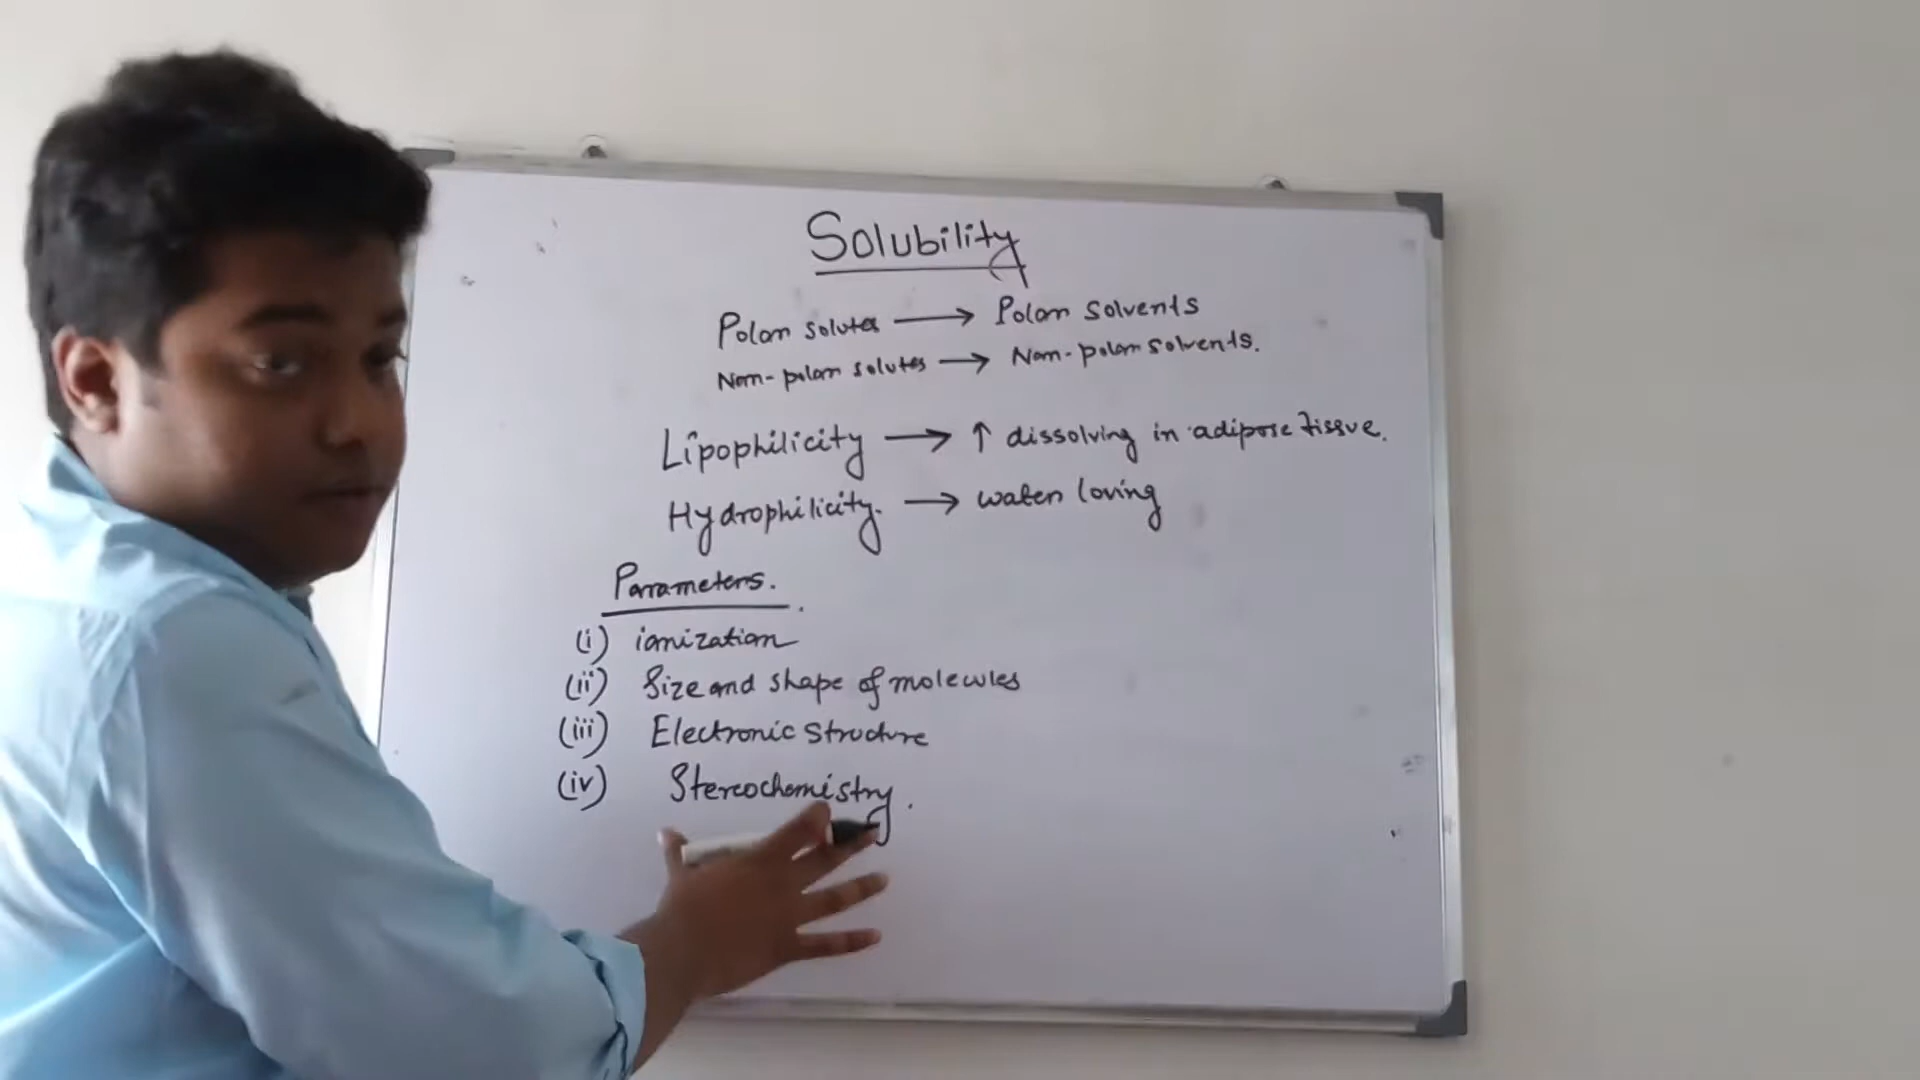 Solubility
Polar solutes → Polar solvents
Non-polar solutes → Non-polar solvents.
Lipophilicity → ↑ dissolving in adipose tissue.
Hydrophilicity. → water loving
Parameters.
(i) ionization
(ii) Size and shape of molecules
(iii) Electronic structure
(iv) Stereochemistry.